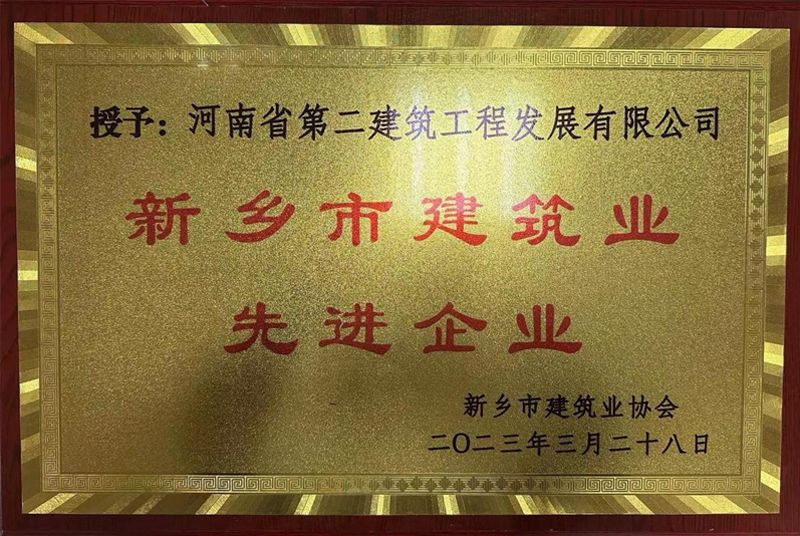 授予：河南省第二建筑工程发展有限公司
新乡市建筑业
先进企业
新乡市建筑业协会
二〇二三年三月二十八日